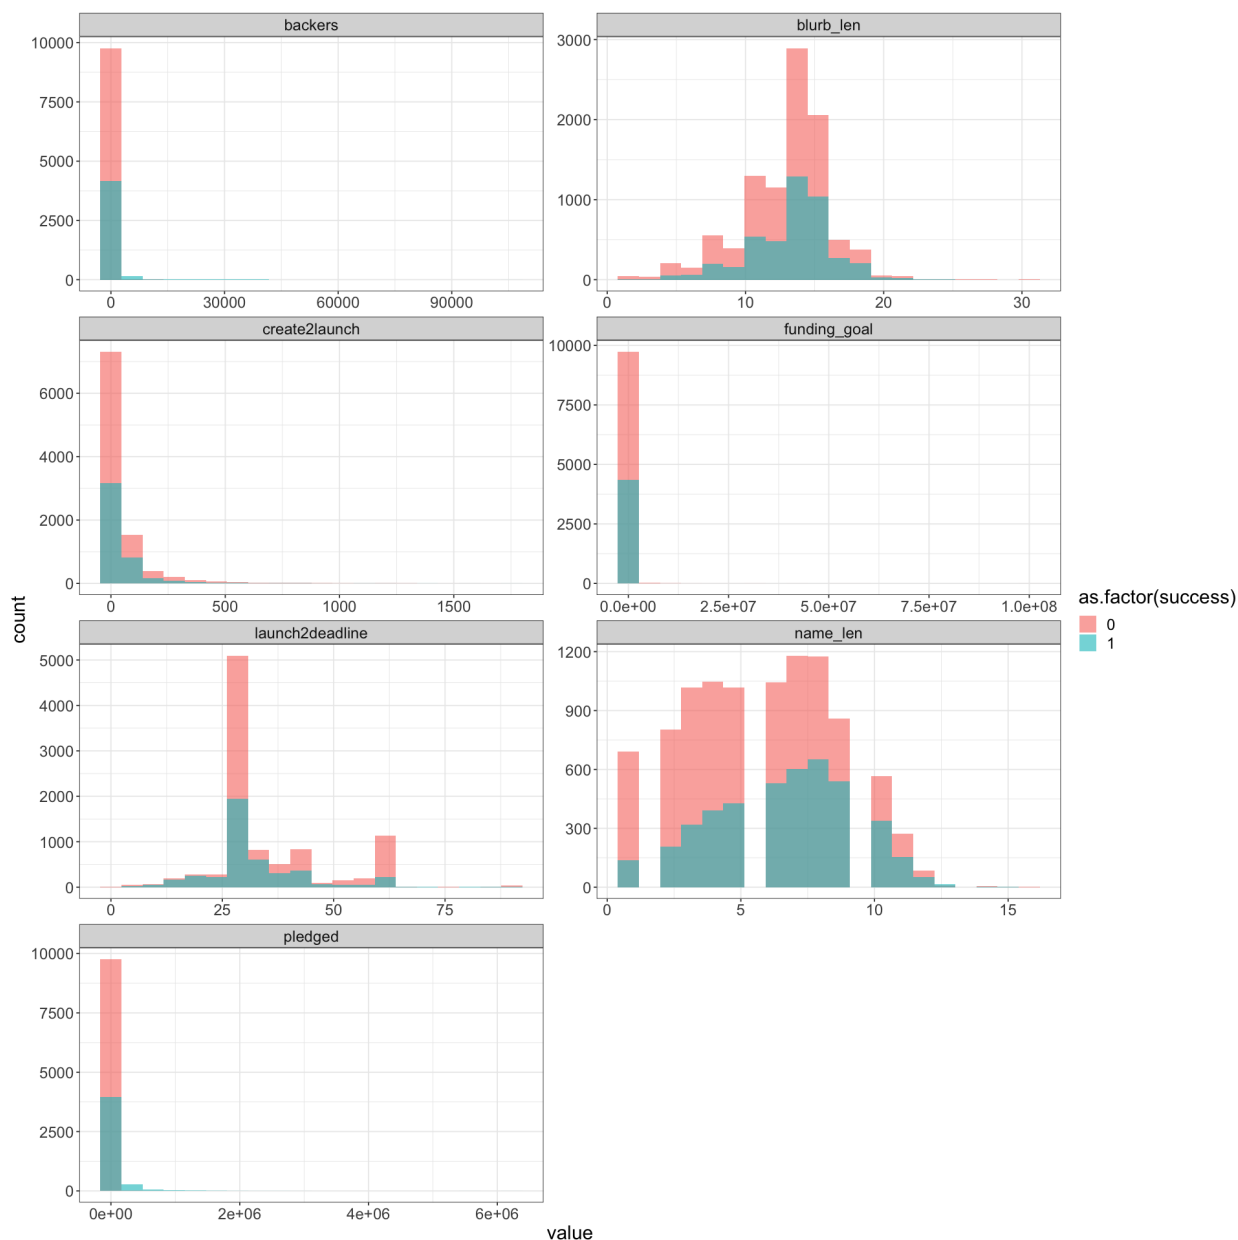 backers
10000
7500
5000
2500
0
0 30000 60000 90000
blurb_len
3000
2000
1000
0
0 10 20 30
create2launch
6000
4000
2000
0
0 500 1000 1500
funding_goal
10000
7500
5000
2500
0
0.0e+00 2.5e+07 5.0e+07 7.5e+07 1.0e+08
launch2deadline
5000
4000
3000
2000
1000
0
0 25 50 75
name_len
1200
900
600
300
0
0 5 10 15
pledged
10000
7500
5000
2500
0
0e+00 2e+06 4e+06 6e+06
count
value
as.factor(success)
0
1